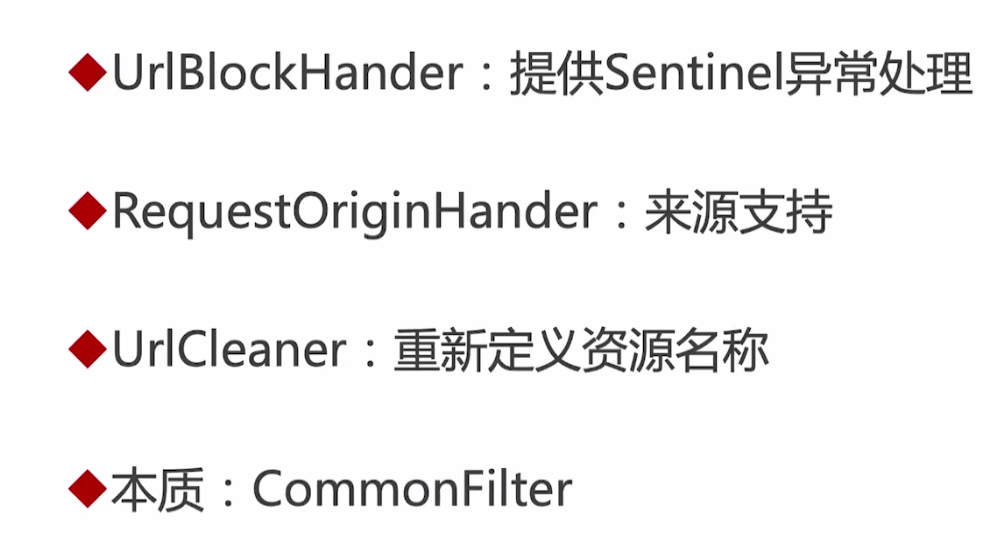 ◆UrlBlockHander：提供Sentinel异常处理
◆RequestOriginHander：来源支持
◆UrlCleaner：重新定义资源名称
◆本质：CommonFilter